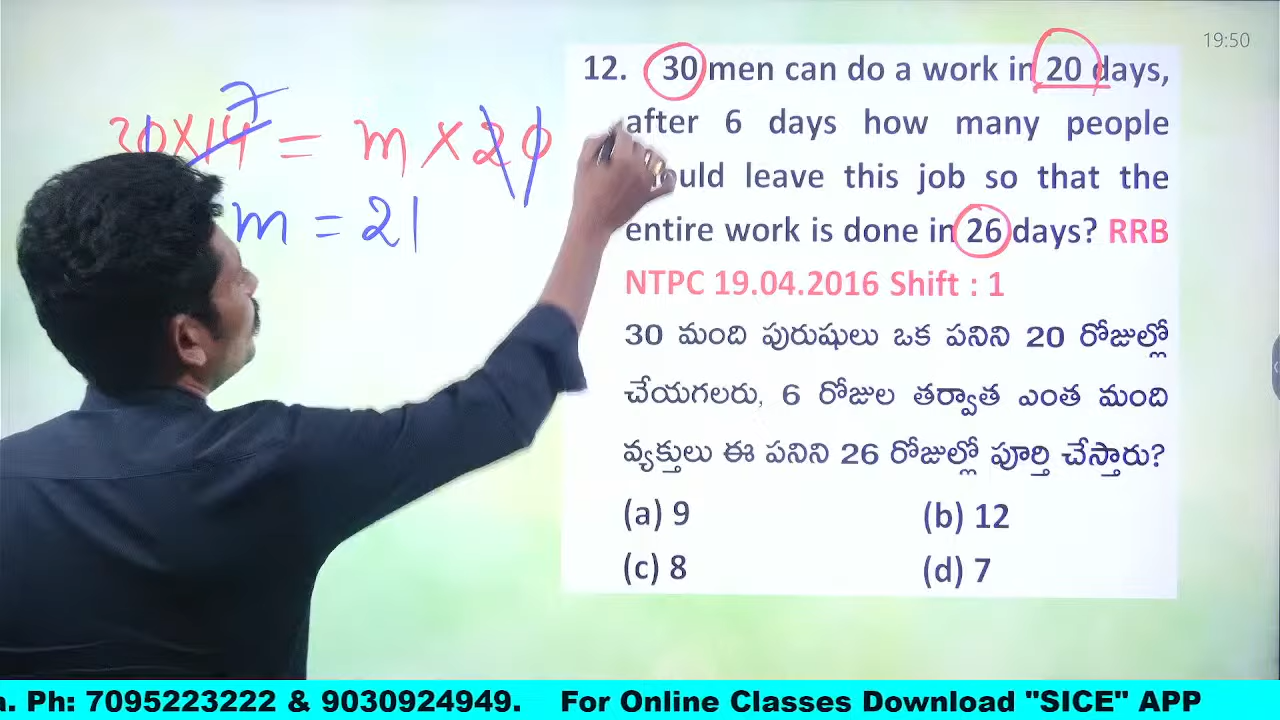 19:50
30×14 = m × 20
7
m = 21
12. 30 men can do a work in 20 days,
after 6 days how many people
should leave this job so that the
entire work is done in 26 days? RRB
NTPC 19.04.2016 Shift : 1
30 మంది పురుషులు ఒక పనిని 20 రోజుల్లో
చేయగలరు, 6 రోజుల తర్వాత ఎంత మంది
వ్యక్తులు ఈ పనిని 26 రోజుల్లో పూర్తి చేస్తారు?
(a) 9 (b) 12
(c) 8 (d) 7
a. Ph: 7095223222 & 9030924949. For Online Classes Download "SICE" APP